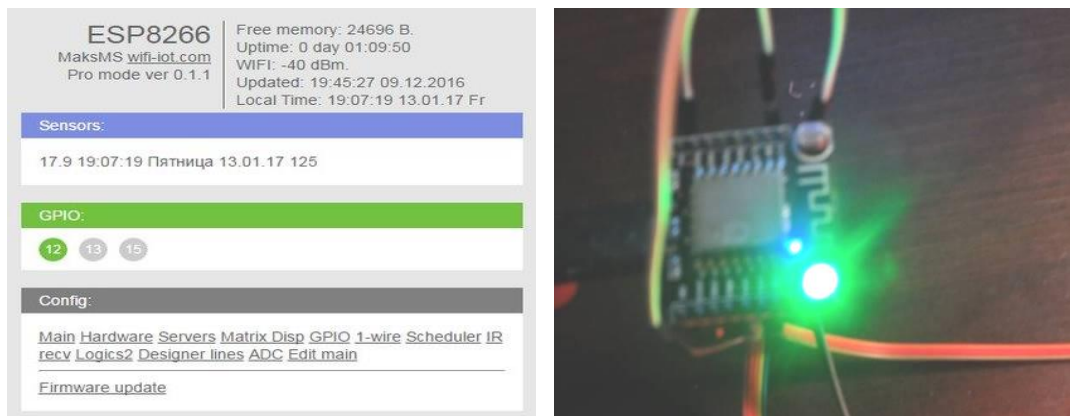 ESP8266
MaksMS wifi-iot.com
Pro mode ver 0.1.1
Free memory: 24696 B.
Uptime: 0 day 01:09:50
WIFI: -40 dBm.
Updated: 19:45:27 09.12.2016
Local Time: 19:07:19 13.01.17 Fr
Sensors:
17.9 19:07:19 Пятница 13.01.17 125
GPIO:
12 13 15
Config:
Main Hardware Servers Matrix Disp GPIO 1-wire Scheduler IR
recv Logics2 Designer lines ADC Edit main
Firmware update